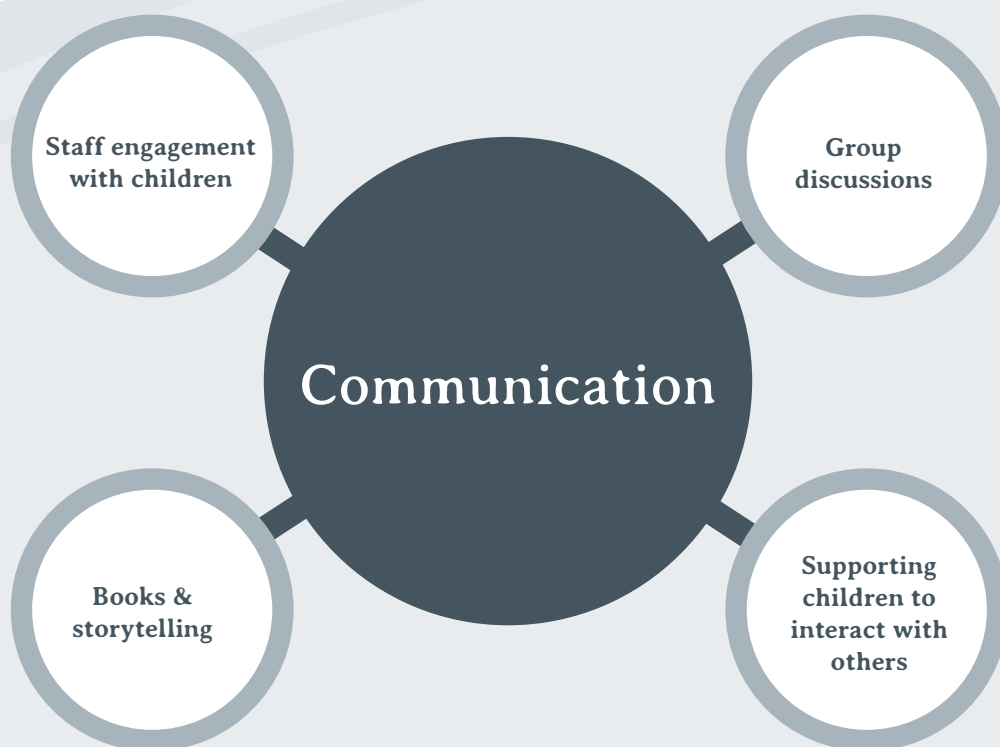 Staff engagement
with children
Group
discussions
Communication
Books &
storytelling
Supporting
children to
interact with
others